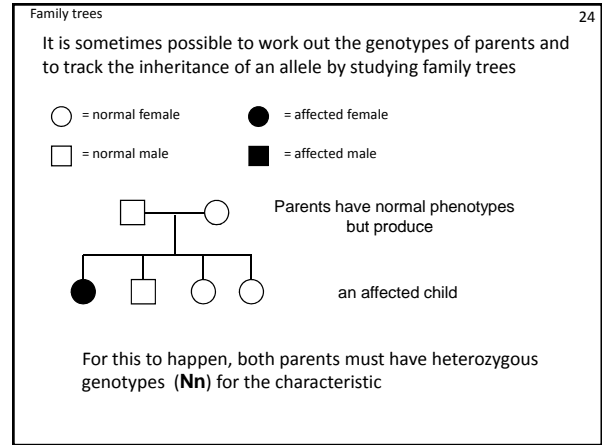 Family trees
24
It is sometimes possible to work out the genotypes of parents and
to track the inheritance of an allele by studying family trees
= normal female
= affected female
= normal male
= affected male
Parents have normal phenotypes
but produce
an affected child
For this to happen, both parents must have heterozygous
genotypes (Nn) for the characteristic